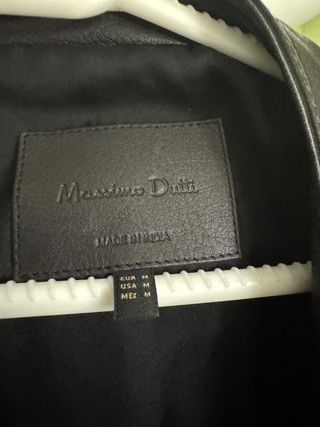 Massimo Dutti
MADE IN INDIA
EUR M
USA M
MEX M